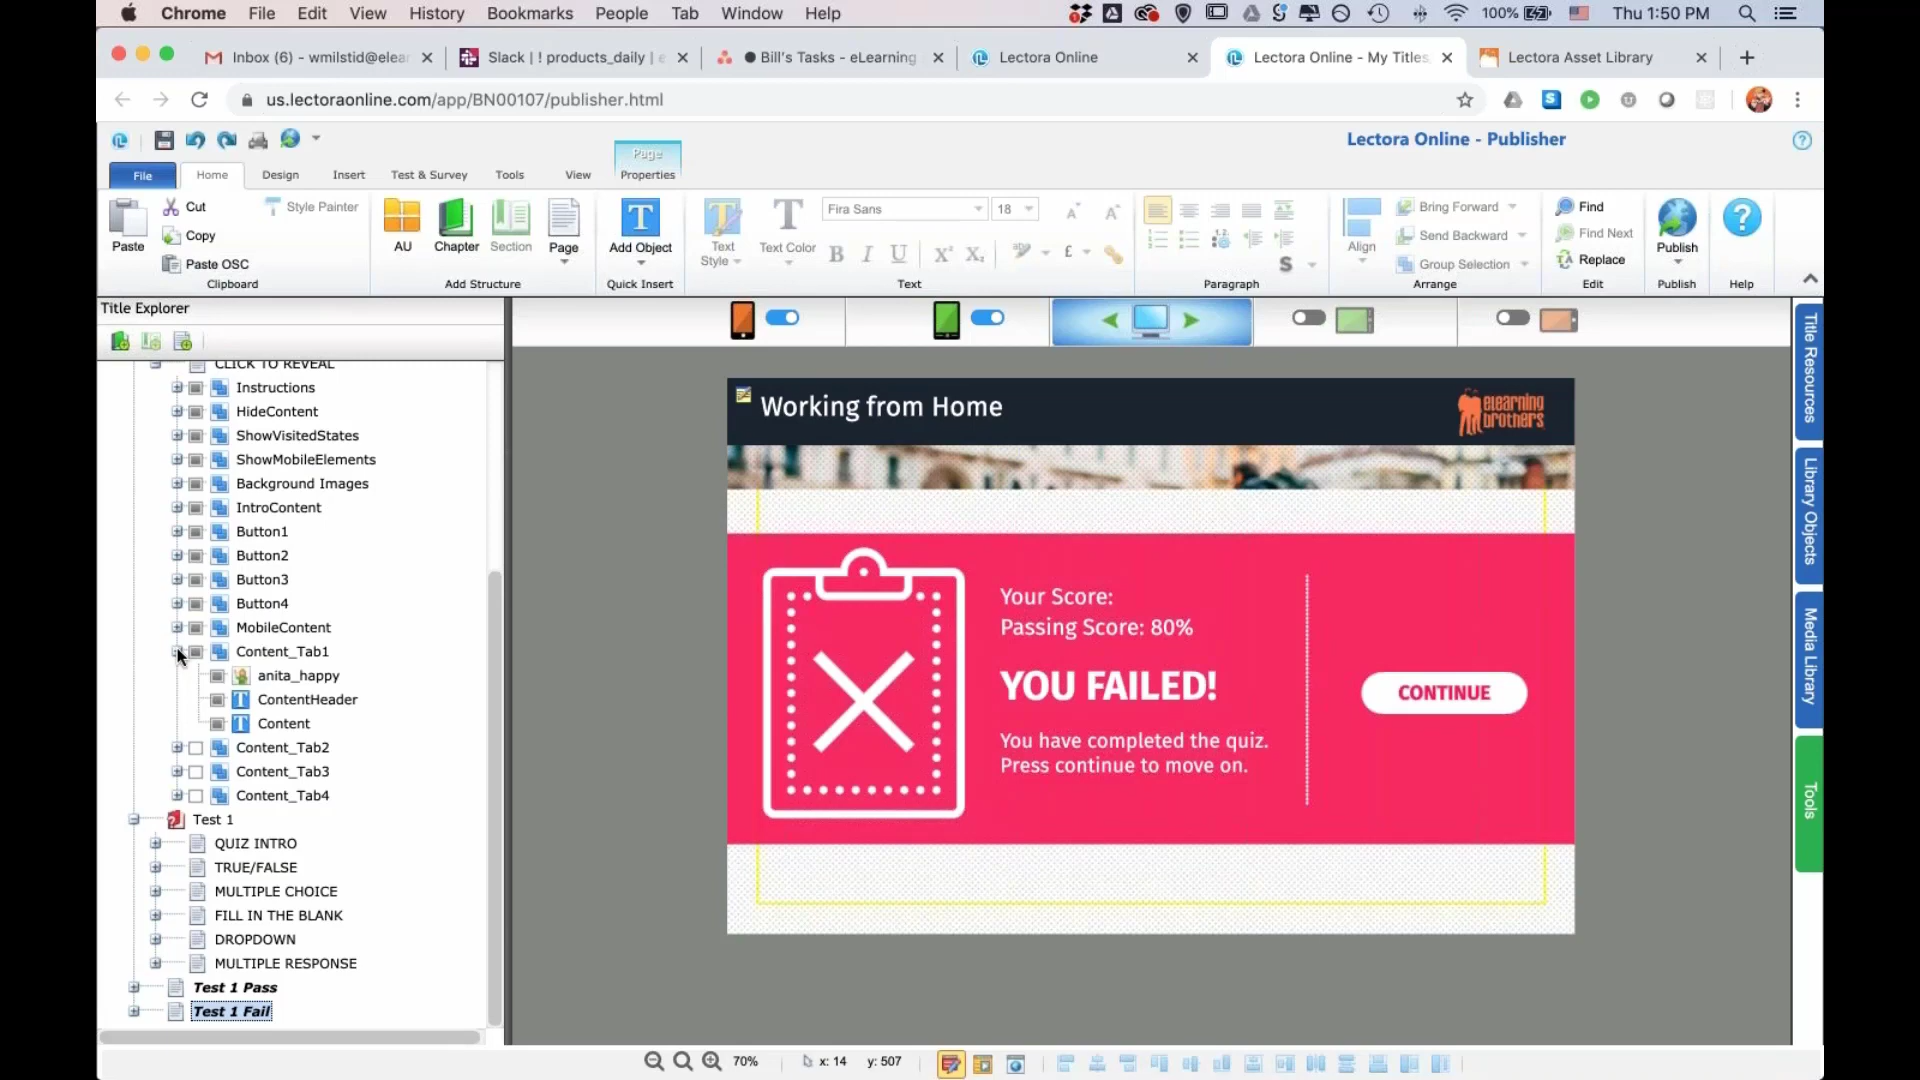 Chrome File Edit View History Bookmarks People Tab Window Help 100% Thu 1:50 PM
Inbox (6) - wmilstid@elear Slack | ! products_daily | e Bill's Tasks - eLearning Lectora Online Lectora Online - My Titles, Lectora Asset Library
us.lectoraonline.com/app/BN00107/publisher.html
Lectora Online - Publisher
Page
File Home Design Insert Test & Survey Tools View Properties
Cut Style Painter Fira Sans 18 Bring Forward Find
Copy Send Backward Find Next
Paste AU Chapter Section Page Add Object Text Style Text Color B I U X² X₂ £ S Align Publish
Paste OSC Group Selection Replace
Clipboard Add Structure Quick Insert Text Paragraph Arrange Edit Publish Help
Title Explorer
CLICK TO REVEAL
Instructions
HideContent
ShowVisitedStates
ShowMobileElements
Background Images
IntroContent
Button1
Button2
Button3
Button4
MobileContent
Content_Tab1
anita_happy
ContentHeader
Content
Content_Tab2
Content_Tab3
Content_Tab4
Test 1
QUIZ INTRO
TRUE/FALSE
MULTIPLE CHOICE
FILL IN THE BLANK
DROPDOWN
MULTIPLE RESPONSE
Test 1 Pass
Test 1 Fail
Working from Home
eLearning
brothers
Your Score:
Passing Score: 80%
YOU FAILED!
You have completed the quiz.
Press continue to move on.
CONTINUE
Title Resources
Library Objects
Media Library
Tools
70% x: 14 y: 507